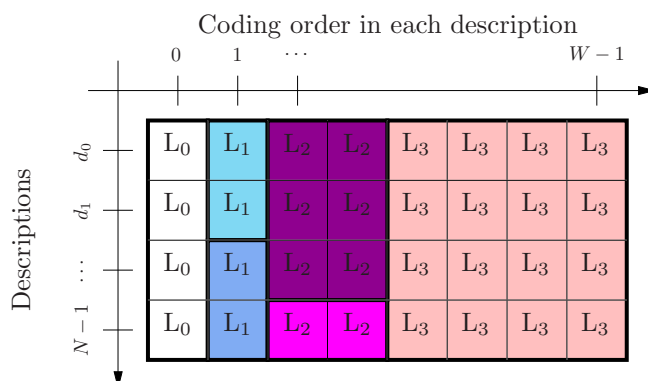 Coding order in each description
0 1 ⋯ W − 1
Descriptions
d₀ L₀ L₁ L₂ L₂ L₃ L₃ L₃ L₃
d₁ L₀ L₁ L₂ L₂ L₃ L₃ L₃ L₃
⋯ L₀ L₁ L₂ L₂ L₃ L₃ L₃ L₃
N − 1 L₀ L₁ L₂ L₂ L₃ L₃ L₃ L₃